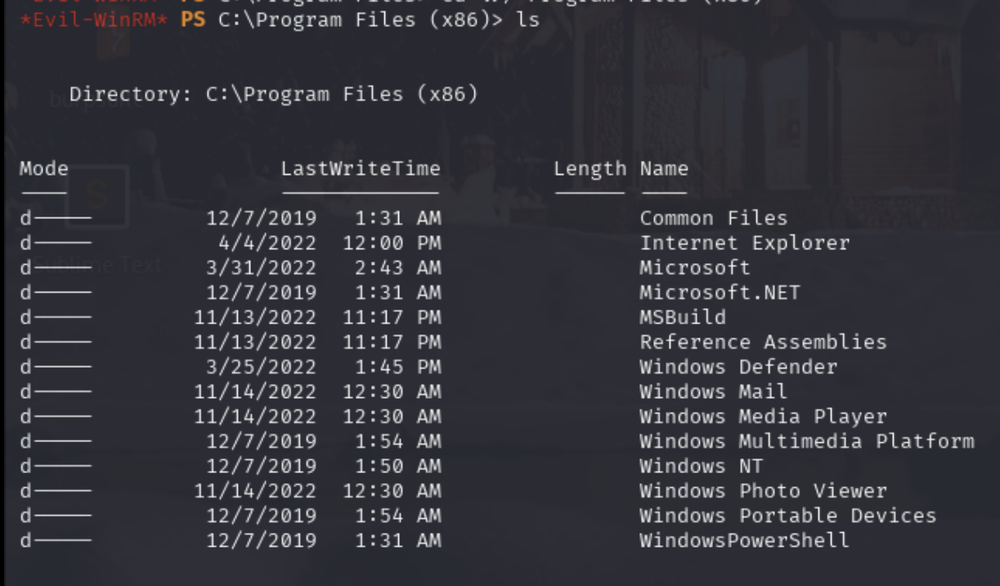 *Evil-WinRM* PS C:\Program Files (x86)> ls
Directory: C:\Program Files (x86)
Mode LastWriteTime Length Name
d----- 12/7/2019 1:31 AM Common Files
d----- 4/4/2022 12:00 PM Internet Explorer
d----- 3/31/2022 2:43 AM Microsoft
d----- 12/7/2019 1:31 AM Microsoft.NET
d----- 11/13/2022 11:17 PM MSBuild
d----- 11/13/2022 11:17 PM Reference Assemblies
d----- 3/25/2022 1:45 PM Windows Defender
d----- 11/14/2022 12:30 AM Windows Mail
d----- 11/14/2022 12:30 AM Windows Media Player
d----- 12/7/2019 1:54 AM Windows Multimedia Platform
d----- 12/7/2019 1:50 AM Windows NT
d----- 11/14/2022 12:30 AM Windows Photo Viewer
d----- 12/7/2019 1:54 AM Windows Portable Devices
d----- 12/7/2019 1:31 AM WindowsPowerShell
burpsuite
Sublime Text